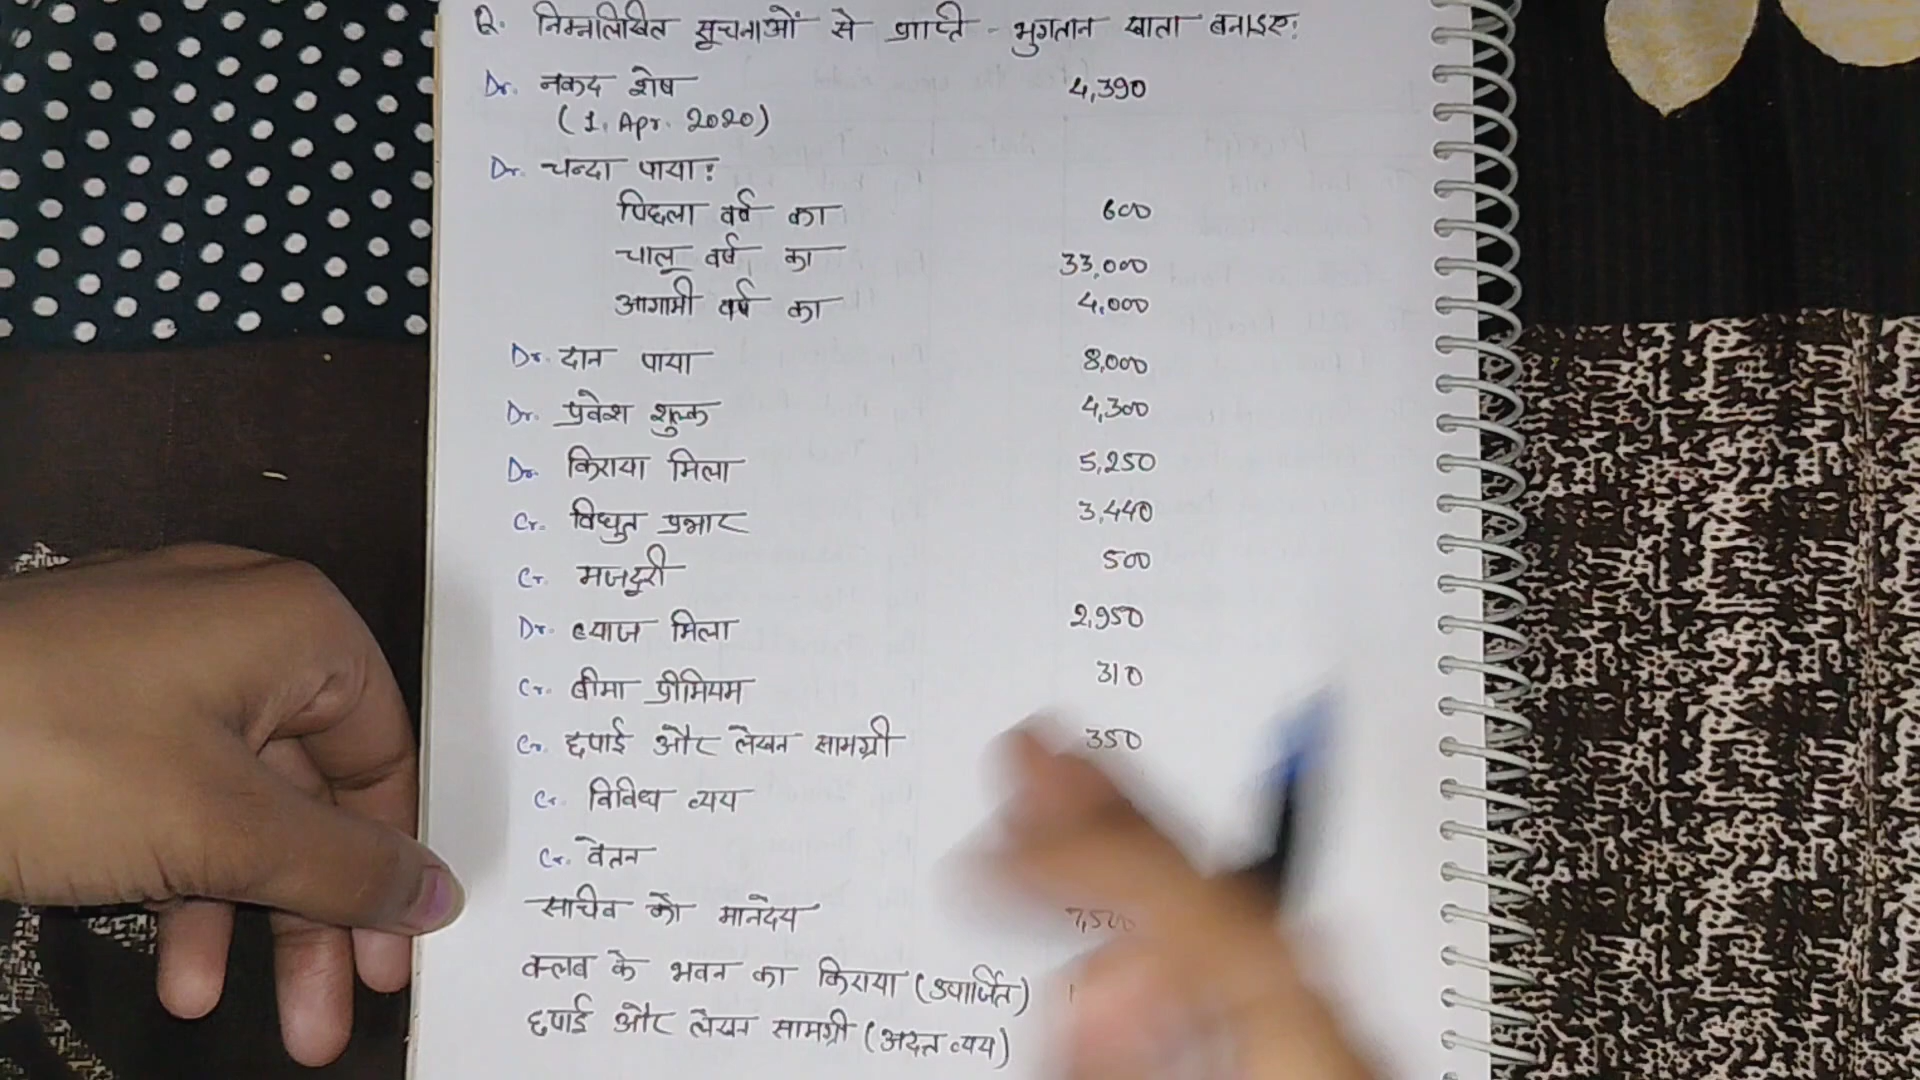 Q. निम्नलिखित सूचनाओं से प्राप्ति - भुगतान खाता बनाइए:
Dr. नकद शेष 4,390
(1. Apr. 2020)
Dr. चन्दा पाया:
पिछला वर्ष का 600
चालू वर्ष का 33,000
आगामी वर्ष का 4,000
Dr. दान पाया 8,000
Dr. प्रवेश शुल्क 4,300
Dr. किराया मिला 5,250
Cr. विधुत प्रभार 3,440
Cr. मजदूरी 500
Dr. ब्याज मिला 2,950
Cr. बीमा प्रीमियम 310
Cr. छपाई और लेखन सामग्री 350
Cr. विविध व्यय
Cr. वेतन
सचिव को मानदेय 7,500
क्लब के भवन का किराया (उपार्जित)
छपाई और लेखन सामग्री (अदत्त व्यय)